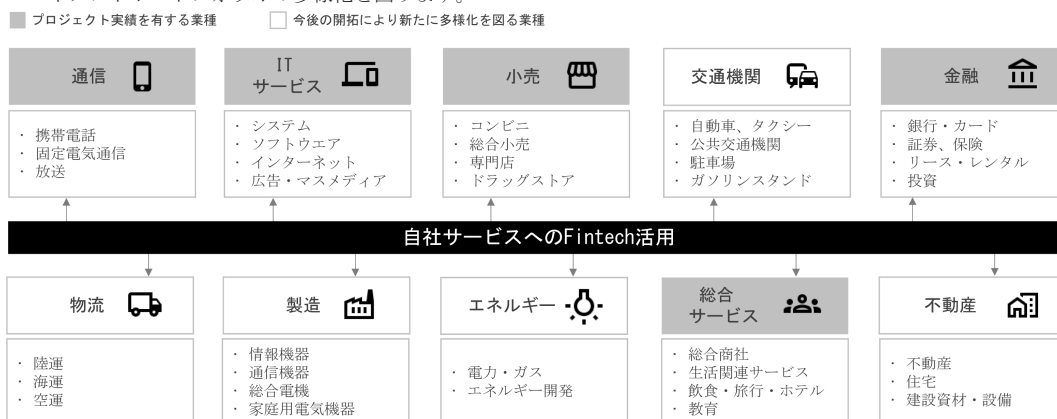 プロジェクト実績を有する業種
今後の開拓により新たに多様化を図る業種
通信
IT
サービス
小売
交通機関
金融
・ 携帯電話
・ 固定電気通信
・ 放送
・ システム
・ ソフトウエア
・ インターネット
・ 広告・マスメディア
・ コンビニ
・ 総合小売
・ 専門店
・ ドラッグストア
・ 自動車、タクシー
・ 公共交通機関
・ 駐車場
・ ガソリンスタンド
・ 銀行・カード
・ 証券、保険
・ リース・レンタル
・ 投資
自社サービスへのFintech活用
物流
製造
エネルギー
総合
サービス
不動産
・ 陸運
・ 海運
・ 空運
・ 情報機器
・ 通信機器
・ 総合電機
・ 家庭用電気機器
・ 電力・ガス
・ エネルギー開発
・ 総合商社
・ 生活関連サービス
・ 飲食・旅行・ホテル
・ 教育
・ 不動産
・ 住宅
・ 建設資材・設備